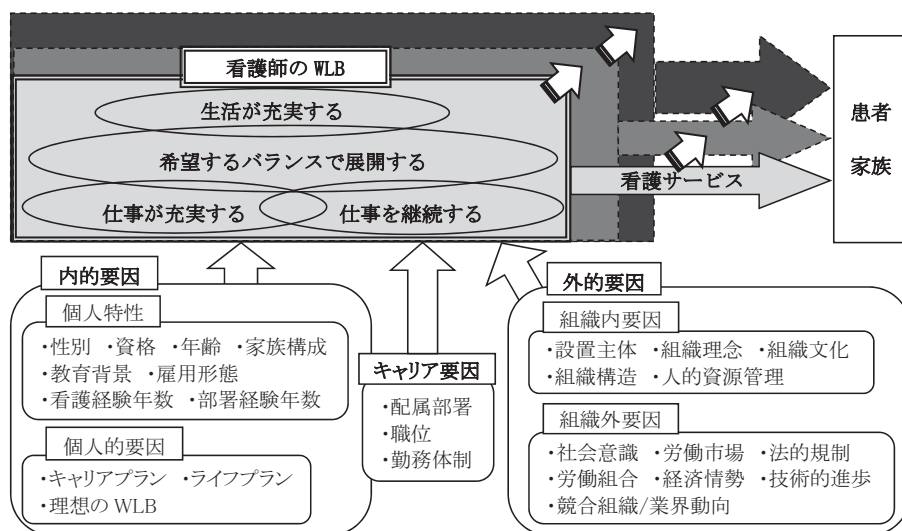 看護師の WLB
生活が充実する
希望するバランスで展開する
仕事が充実する
仕事を継続する
看護サービス
患者
家族
内的要因
個人特性
・性別 ・資格 ・年齢 ・家族構成
・教育背景 ・雇用形態
・看護経験年数 ・部署経験年数
個人的要因
・キャリアプラン ・ライフプラン
・理想の WLB
キャリア要因
・配属部署
・職位
・勤務体制
外的要因
組織内要因
・設置主体 ・組織理念 ・組織文化
・組織構造 ・人的資源管理
組織外要因
・社会意識 ・労働市場 ・法的規制
・労働組合 ・経済情勢 ・技術的進歩
・競合組織/業界動向